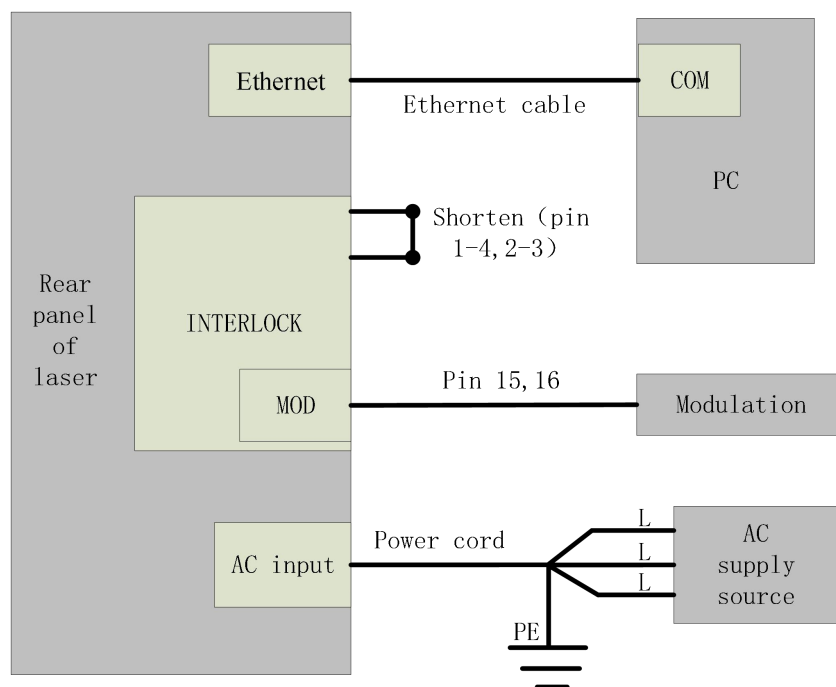 Ethernet
COM
Ethernet cable
PC
Shorten（pin
1-4,2-3）
Rear
panel
of
laser
INTERLOCK
MOD
Pin 15,16
Modulation
AC input
Power cord
L
L
L
AC
supply
source
PE